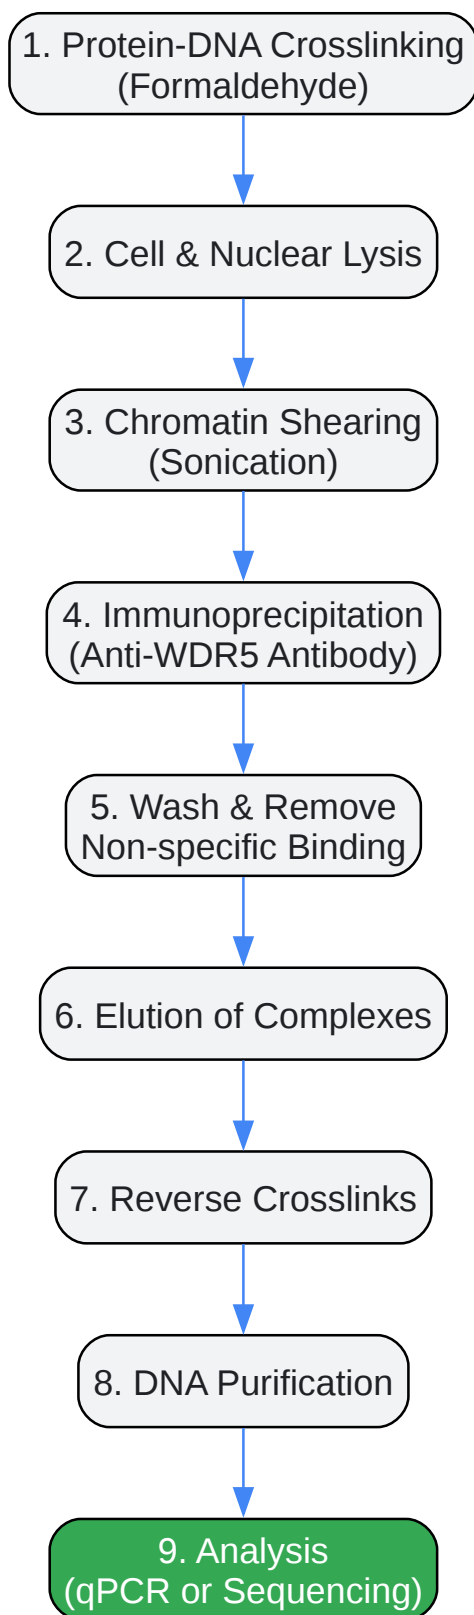 1. Protein-DNA Crosslinking
(Formaldehyde)
2. Cell & Nuclear Lysis
3. Chromatin Shearing
(Sonication)
4. Immunoprecipitation
(Anti-WDR5 Antibody)
5. Wash & Remove
Non-specific Binding
6. Elution of Complexes
7. Reverse Crosslinks
8. DNA Purification
9. Analysis
(qPCR or Sequencing)